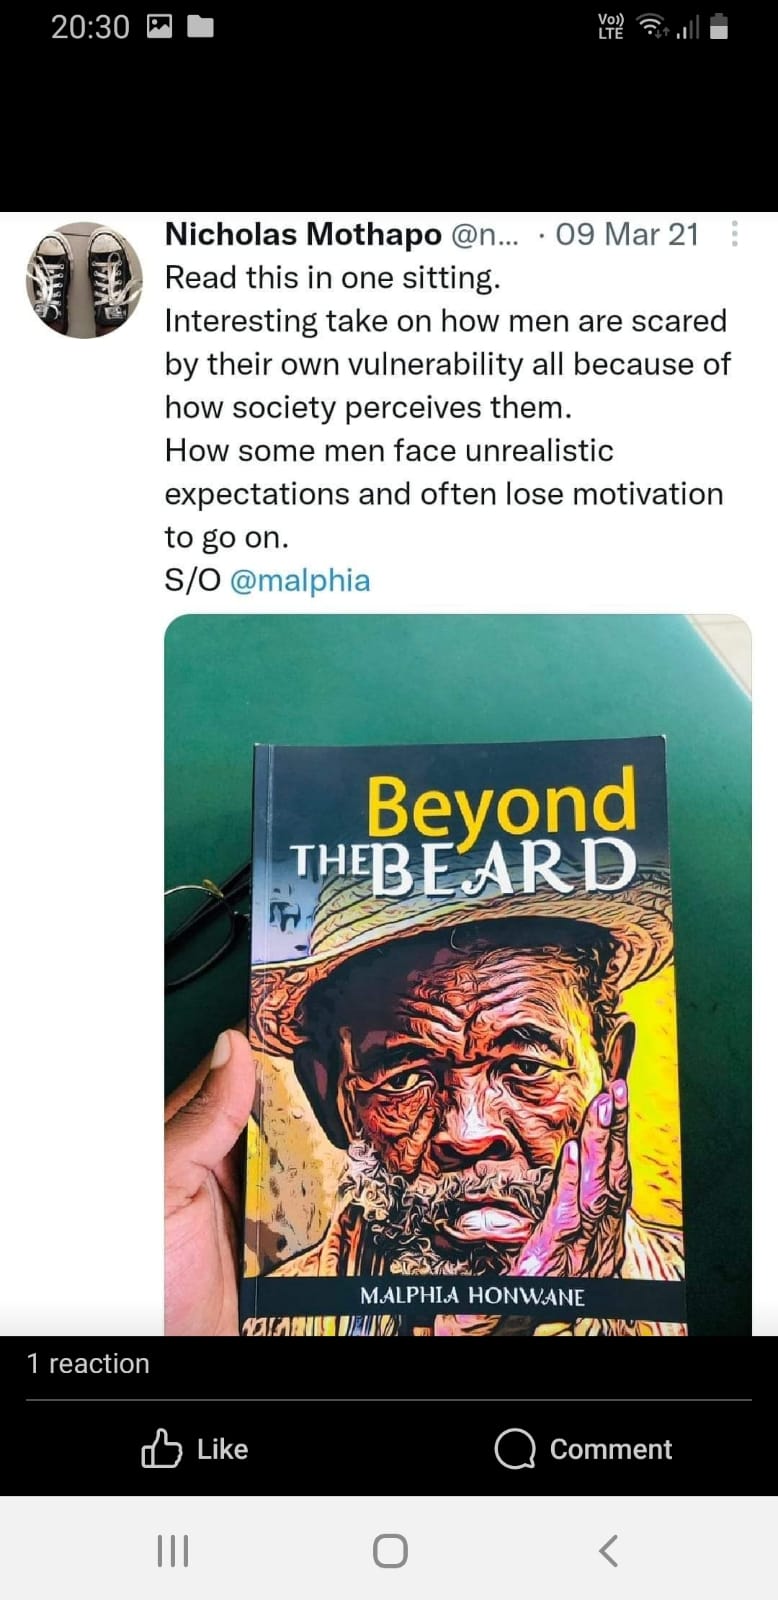 20:30
Vo)) LTE
Nicholas Mothapo @n... · 09 Mar 21
Read this in one sitting.
Interesting take on how men are scared
by their own vulnerability all because of
how society perceives them.
How some men face unrealistic
expectations and often lose motivation
to go on.
S/O @malphia
Beyond
THE BEARD
MALPHIA HONWANE
1 reaction
Like
Comment